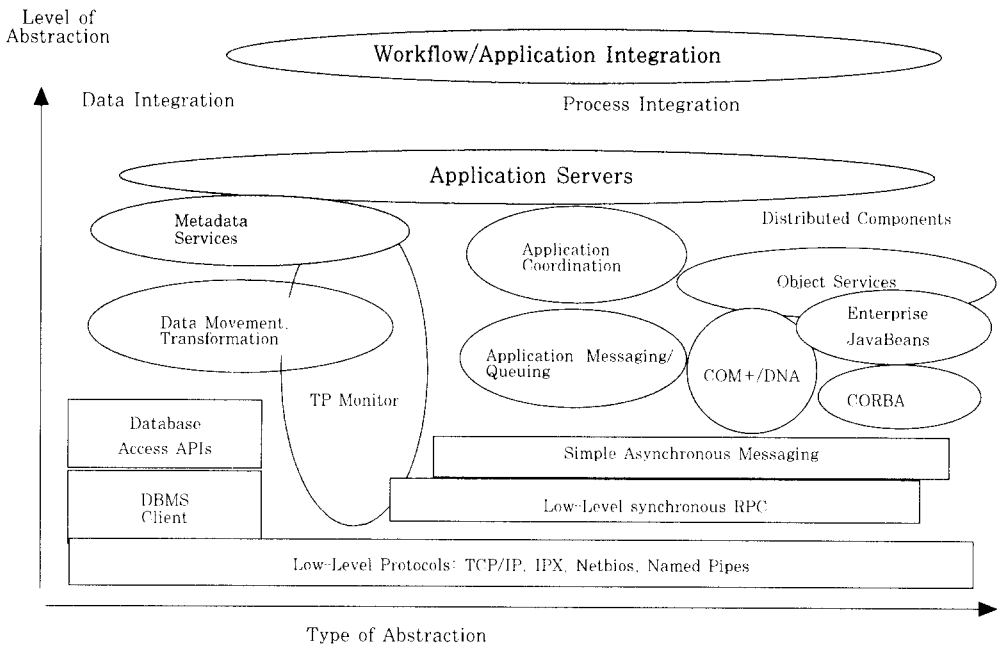 Level of
Abstraction
Workflow/Application Integration
Data Integration
Process Integration
Application Servers
Metadata
Services
Distributed Components
Application
Coordination
Object Services
Data Movement.
Transformation
Enterprise
JavaBeans
Application Messaging/
Queuing
COM+/DNA
TP Monitor
CORBA
Database
Access APIs
Simple Asynchronous Messaging
DBMS
Client
Low-Level synchronous RPC
Low-Level Protocols: TCP/IP, IPX, Netbios, Named Pipes
Type of Abstraction